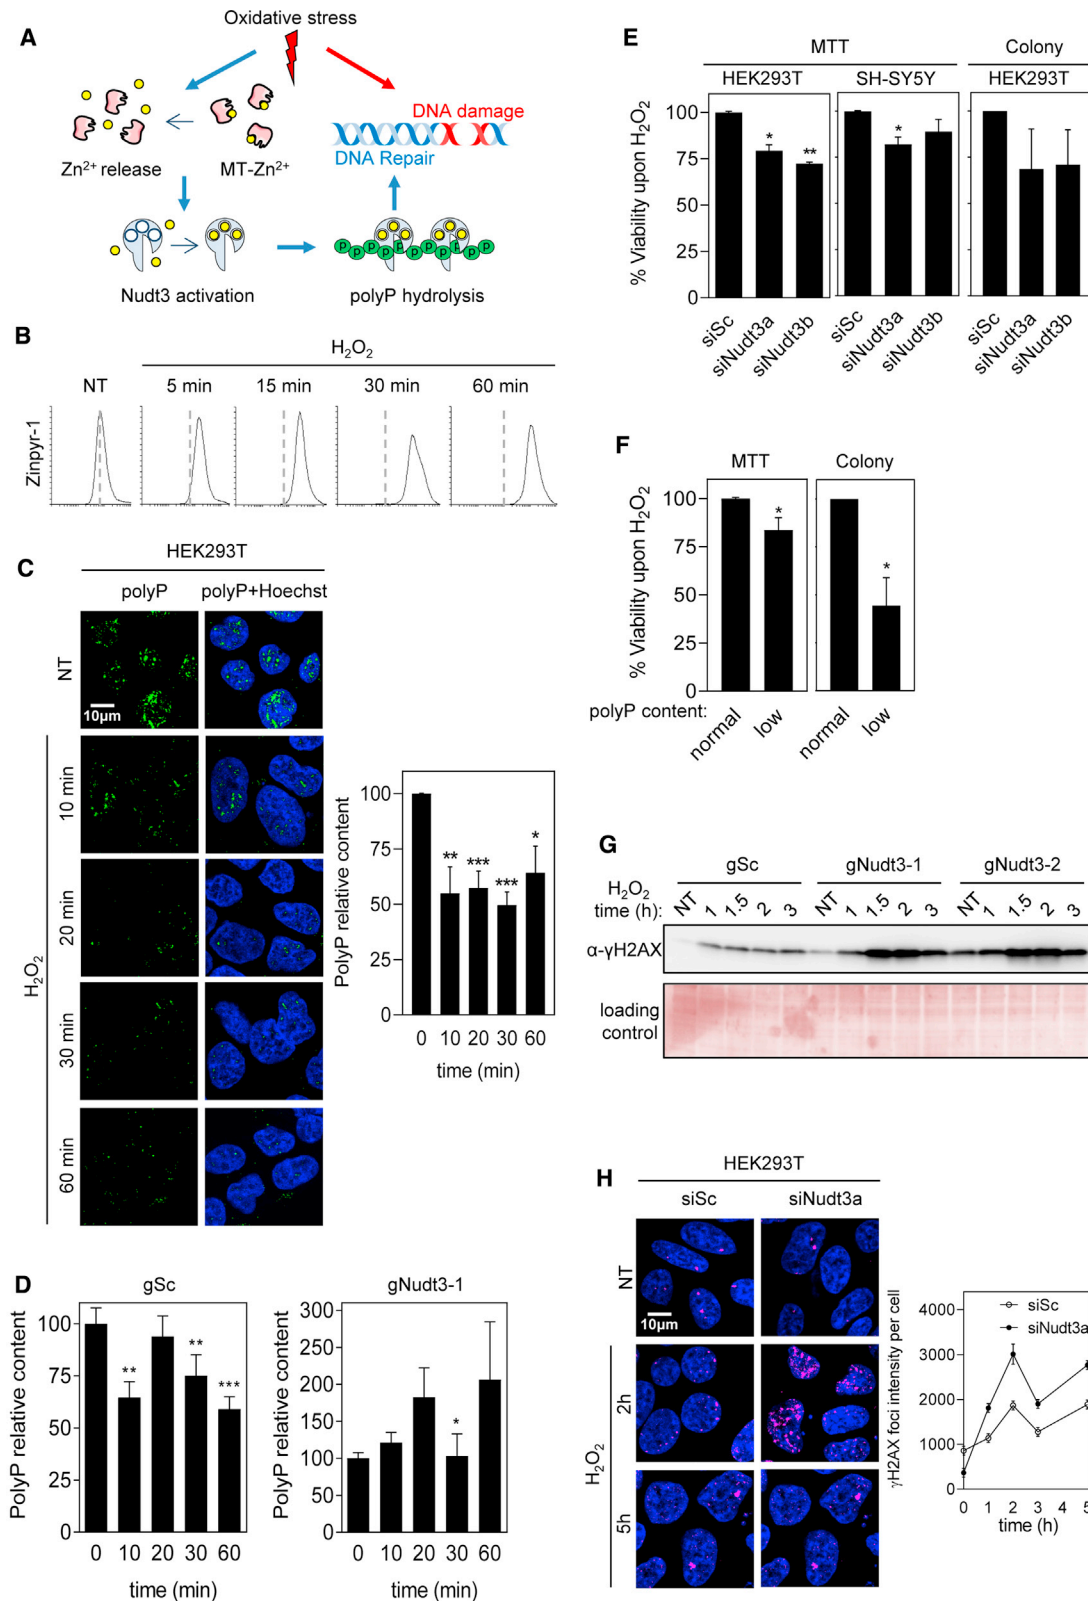 A
Oxidative stress
DNA damage
DNA Repair
Zn2+ release
MT-Zn2+
P P P P P P P P P
Nudt3 activation
polyP hydrolysis
B
H2O2
NT
5 min
15 min
30 min
60 min
Zinpyr-1
C
HEK293T
polyP
polyP+Hoechst
NT
10µm
H2O2
10 min
20 min
30 min
60 min
PolyP relative content
100
75
50
25
0
** *** *** *
0 10 20 30 60
time (min)
D
gSc
PolyP relative content
100
75
50
25
0
** ** ***
0 10 20 30 60
time (min)
gNudt3-1
PolyP relative content
300
250
200
150
100
50
0
*
0 10 20 30 60
time (min)
E
MTT
Colony
HEK293T
SH-SY5Y
HEK293T
% Viability upon H2O2
100
75
50
25
0
* ** *
siSc siNudt3a siNudt3b
siSc siNudt3a siNudt3b
siSc siNudt3a siNudt3b
F
MTT
Colony
% Viability upon H2O2
100
75
50
25
0
* *
polyP content:
normal low
normal low
G
gSc
gNudt3-1
gNudt3-2
H2O2
time (h):
NT 1 1.5 2 3
NT 1 1.5 2 3
NT 1 1.5 2 3
α-γH2AX
loading
control
H
HEK293T
siSc
siNudt3a
NT
10µm
H2O2
2h
5h
γH2AX foci intensity per cell
siSc
siNudt3a
4000
3000
2000
1000
0
0 1 2 3 5
time (h)